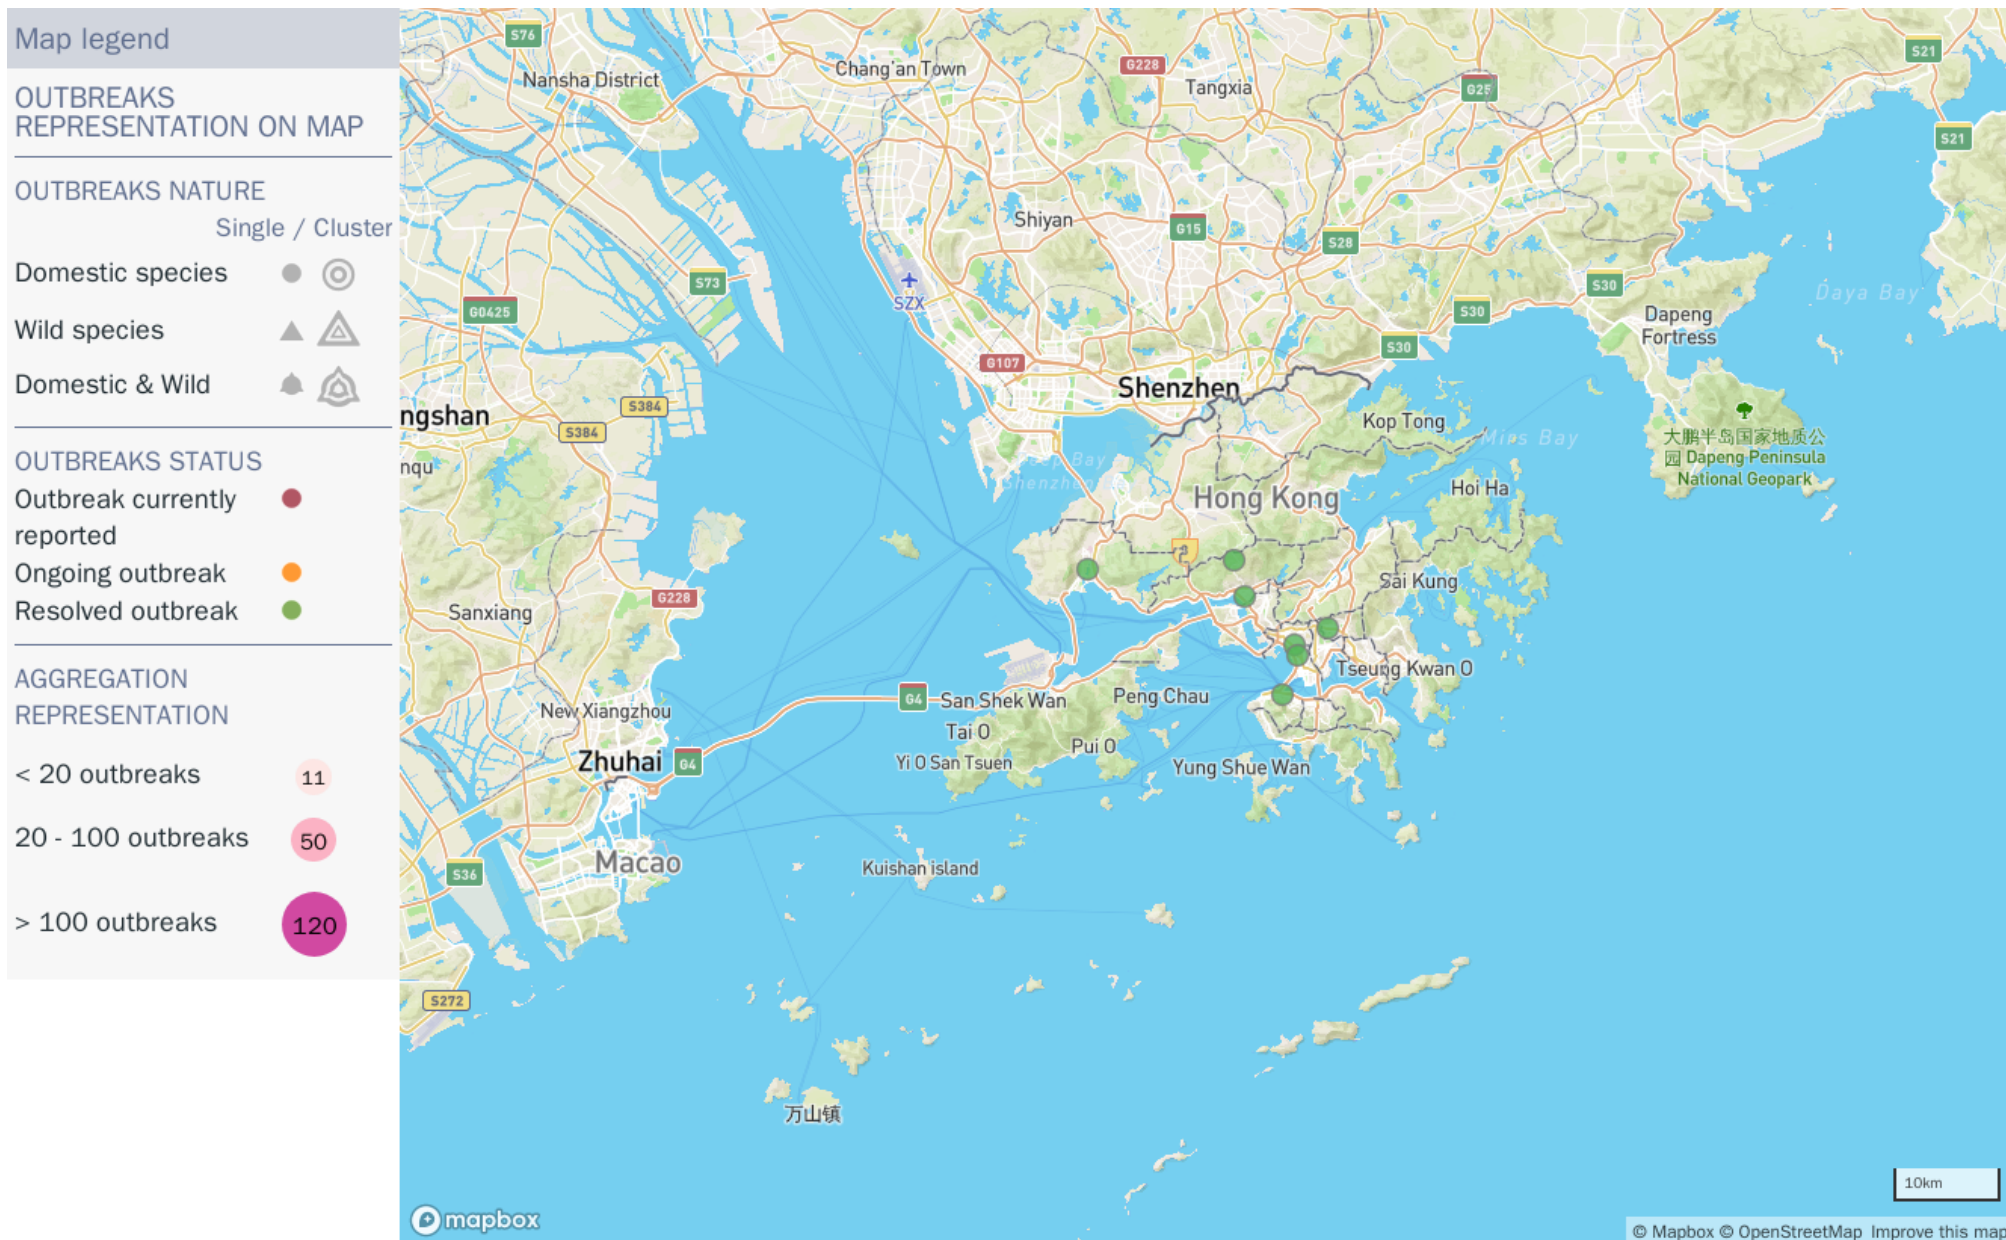 Map legend
OUTBREAKS
REPRESENTATION ON MAP
OUTBREAKS NATURE
Single / Cluster
Domestic species
Wild species
Domestic & Wild
OUTBREAKS STATUS
Outbreak currently
reported
Ongoing outbreak
Resolved outbreak
AGGREGATION
REPRESENTATION
< 20 outbreaks
11
20 - 100 outbreaks
50
> 100 outbreaks
120
S76
Nansha District
Chang'an Town
G228
Tangxia
G25
S21
S21
Shiyan
G15
S28
S73
SZX
G0425
S30
S30
S30
Daya Bay
Dapeng
Fortress
G107
Shenzhen
ngshan
S384
S384
nqu
Kop Tong
Mirs Bay
大鹏半岛国家地质公
园 Dapeng Peninsula
National Geopark
Bay
Shenzhen
Hong Kong
Hoi Ha
3
Sai Kung
Sanxiang
G228
Tseung Kwan O
G4
San Shek Wan
Peng Chau
New Xiangzhou
Tai O
Pui O
Zhuhai
G4
Yi O San Tsuen
Yung Shue Wan
Macao
Kuishan island
S36
S272
万山镇
10km
mapbox
© Mapbox © OpenStreetMap Improve this map